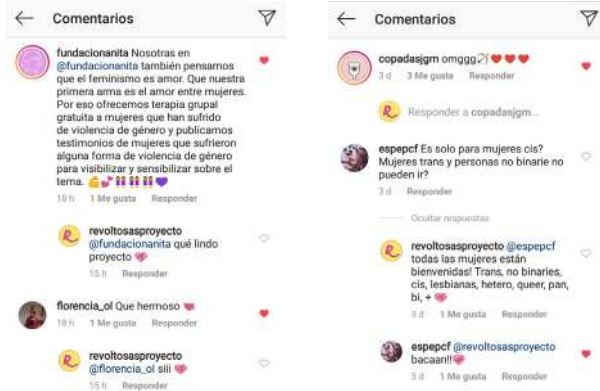 Comentarios
fundacionanita Nosotras en
@fundacionanita también pensamos
que el feminismo es amor. Que nuestra
primera arma es el amor entre mujeres.
Por eso ofrecemos terapia grupal
gratuita a mujeres que han sufrido
de violencia de género y publicamos
testimonios de mujeres que sufrieron
alguna forma de violencia de género
para visibilizar y sensibilizar sobre el
tema. 💪💕👭👭👭💜
18 h 1 Me gusta Responder
revoltosasproyecto
@fundacionanita qué lindo
proyecto 💖
15 h Responder
florencia_ol Que hermoso 💓
18 h 1 Me gusta Responder
revoltosasproyecto
@florencia_ol siii 💖
15 h Responder
Comentarios
copadasjgm omggg🏹❤❤❤
3 d 3 Me gusta Responder
R Responder a copadasjgm...
espepcf Es solo para mujeres cis?
Mujeres trans y personas no binarie no
pueden ir?
3 d Responder
Ocultar respuestas
revoltosasproyecto @espepcf
todas las mujeres están
bienvenidas! Trans, no binaries,
cis, lesbianas, hetero, queer, pan,
bi, + 💖
3 d 1 Me gusta Responder
espepcf @revoltosasproyecto
bacaan!!💖
3 d 1 Me gusta Responder